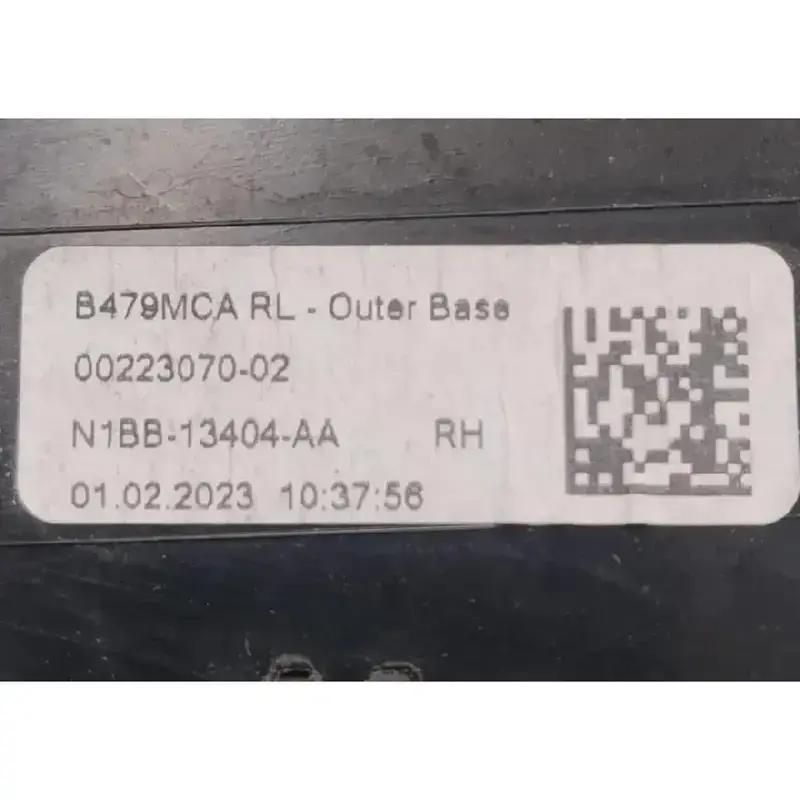 B479MCA RL - Outer Base
00223070-02
N1BB-13404-AA RH
01.02.2023 10:37:56